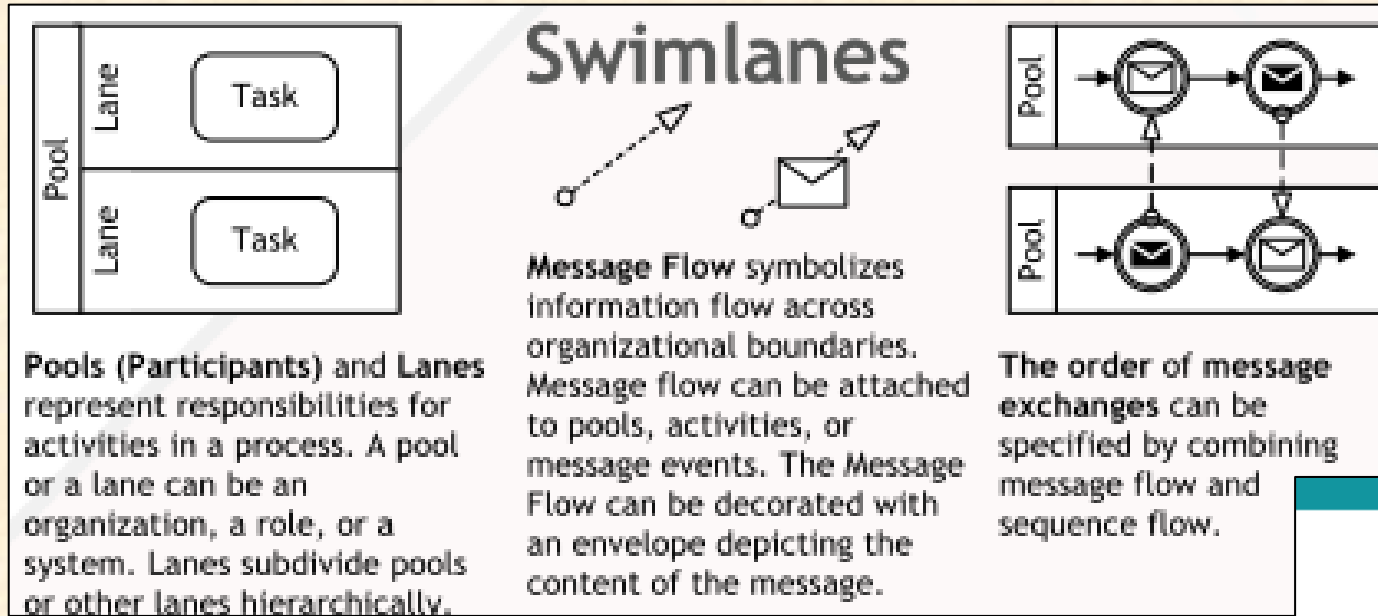 Swimlanes
Pool
Lane
Task
Lane
Task
Pools (Participants) and Lanes
represent responsibilities for
activities in a process. A pool
or a lane can be an
organization, a role, or a
system. Lanes subdivide pools
or other lanes hierarchically.
Message Flow symbolizes
information flow across
organizational boundaries.
Message flow can be attached
to pools, activities, or
message events. The Message
Flow can be decorated with
an envelope depicting the
content of the message.
Pool
Pool
The order of message
exchanges can be
specified by combining
message flow and
sequence flow.